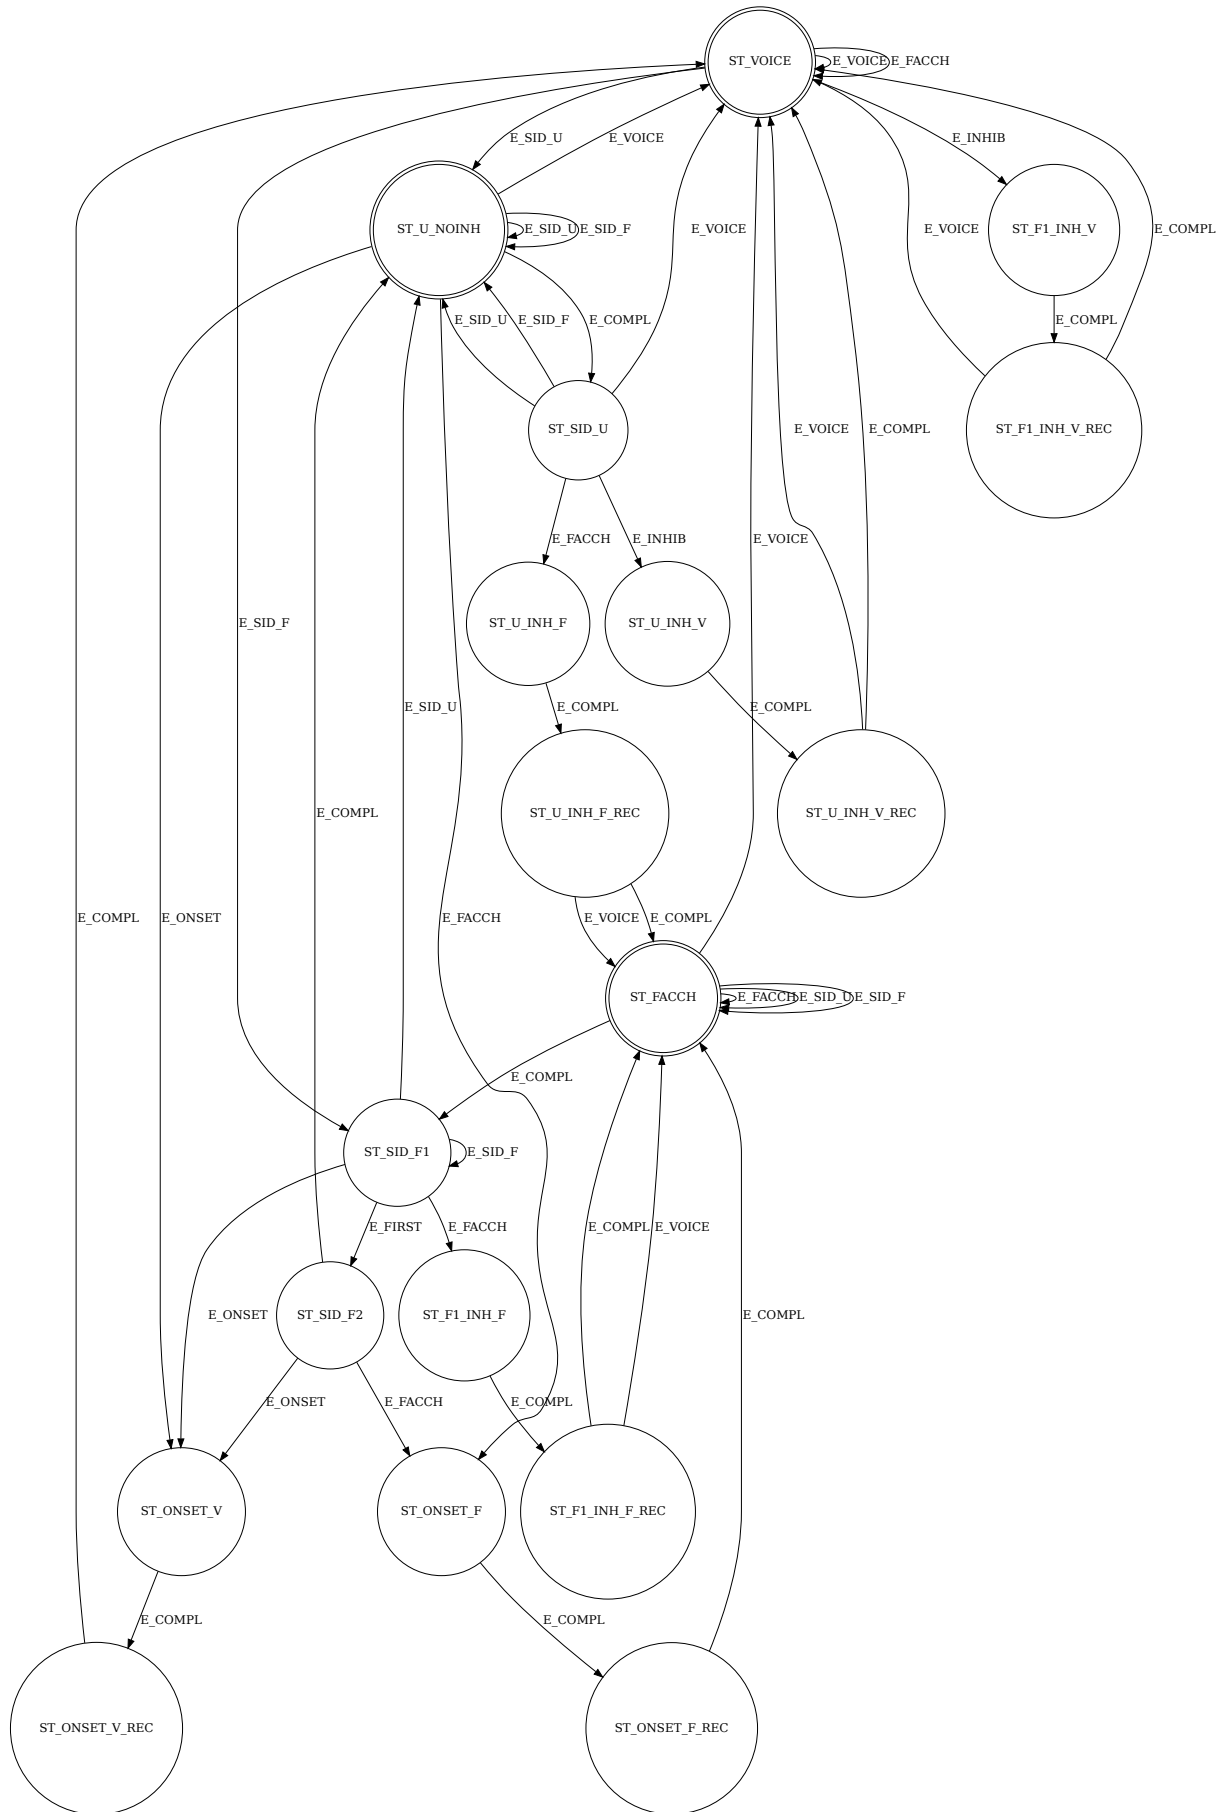 ST_VOICE
E_VOICE
E_FACCH
E_SID_U
E_VOICE
E_INHIB
ST_U_NOINH
E_SID_U
E_SID_F
E_VOICE
E_VOICE
ST_F1_INH_V
E_COMPL
E_SID_U
E_SID_F
E_COMPL
E_COMPL
ST_SID_U
E_VOICE
E_COMPL
ST_F1_INH_V_REC
E_FACCH
E_INHIB
E_VOICE
E_SID_F
ST_U_INH_F
ST_U_INH_V
E_SID_U
E_COMPL
E_COMPL
E_COMPL
ST_U_INH_F_REC
ST_U_INH_V_REC
E_COMPL
E_ONSET
E_FACCH
E_VOICE
E_COMPL
ST_FACCH
E_FACCH
E_SID_U
E_SID_F
E_COMPL
ST_SID_F1
E_SID_F
E_FIRST
E_FACCH
E_COMPL
E_VOICE
E_ONSET
ST_SID_F2
ST_F1_INH_F
E_COMPL
E_ONSET
E_FACCH
E_COMPL
ST_ONSET_V
ST_ONSET_F
ST_F1_INH_F_REC
E_COMPL
E_COMPL
ST_ONSET_V_REC
ST_ONSET_F_REC